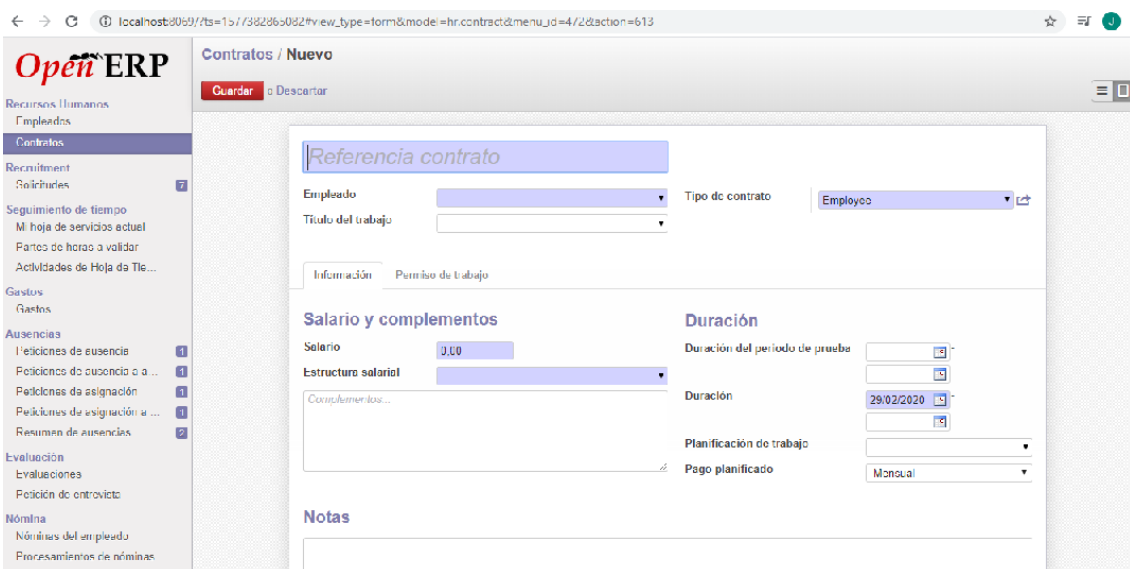 localhost:8069/?ts=1577382865082#view_type=form&model=hr.contract&menu_id=472&action=613
J
Open ERP
Contratos / Nuevo
Guardar o Descartar
Recursos Humanos
Empleados
Contratos
Recruitment
Solicitudes 7
Seguimiento de tiempo
Mi hoja de servicios actual
Partes de horas a validar
Actividades de Hoja de Tie...
Gastos
Gastos
Ausencias
Peticiones de ausencia 1
Peticiones de ausencia a a... 1
Peticiones de asignación 1
Peticiones de asignación a ... 1
Resumen de ausencias 2
Evaluación
Evaluaciones
Petición de entrevista
Nómina
Nóminas del empleado
Procesamientos de nóminas
Referencia contrato
Empleado
Tipo de contrato Employee
Título del trabajo
Información Permiso de trabajo
Salario y complementos
Salario 0,00
Estructura salarial
Complementos...
Duración
Duración del periodo de prueba -
Duración 29/02/2020 -
Planificación de trabajo
Pago planificado Mensual
Notas